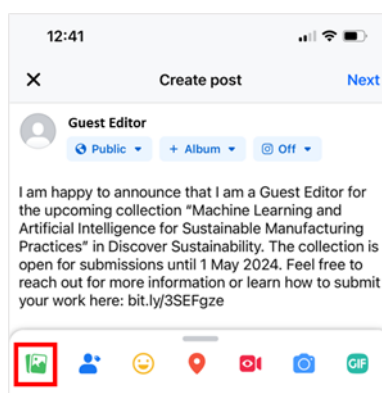 12:41
Create post
Next
Guest Editor
Public
+ Album
Off
I am happy to announce that I am a Guest Editor for
the upcoming collection “Machine Learning and
Artificial Intelligence for Sustainable Manufacturing
Practices” in Discover Sustainability. The collection is
open for submissions until 1 May 2024. Feel free to
reach out for more information or learn how to submit
your work here: bit.ly/3SEFgze
GIF